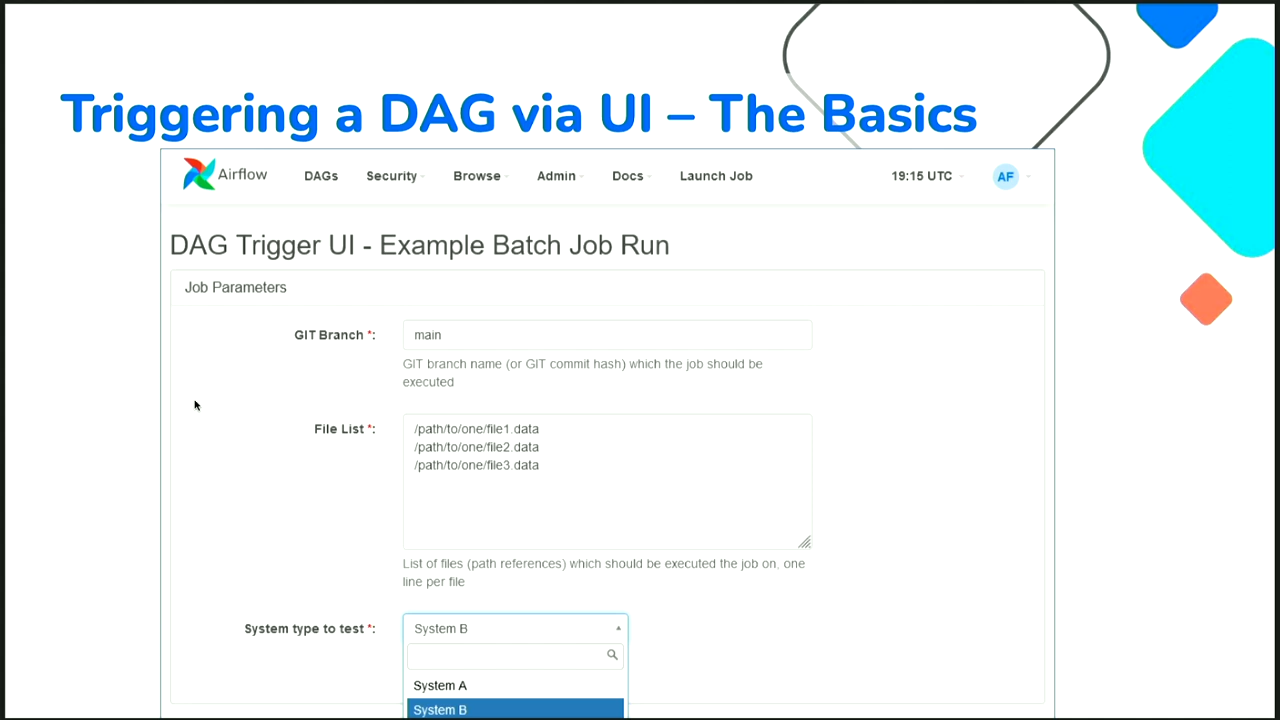 Triggering a DAG via UI – The Basics
Airflow DAGs Security Browse Admin Docs Launch Job 19:15 UTC AF
DAG Trigger UI - Example Batch Job Run
Job Parameters
GIT Branch *: main
GIT branch name (or GIT commit hash) which the job should be
executed
File List *: /path/to/one/file1.data
/path/to/one/file2.data
/path/to/one/file3.data
List of files (path references) which should be executed the job on, one
line per file
System type to test *: System B
System A
System B